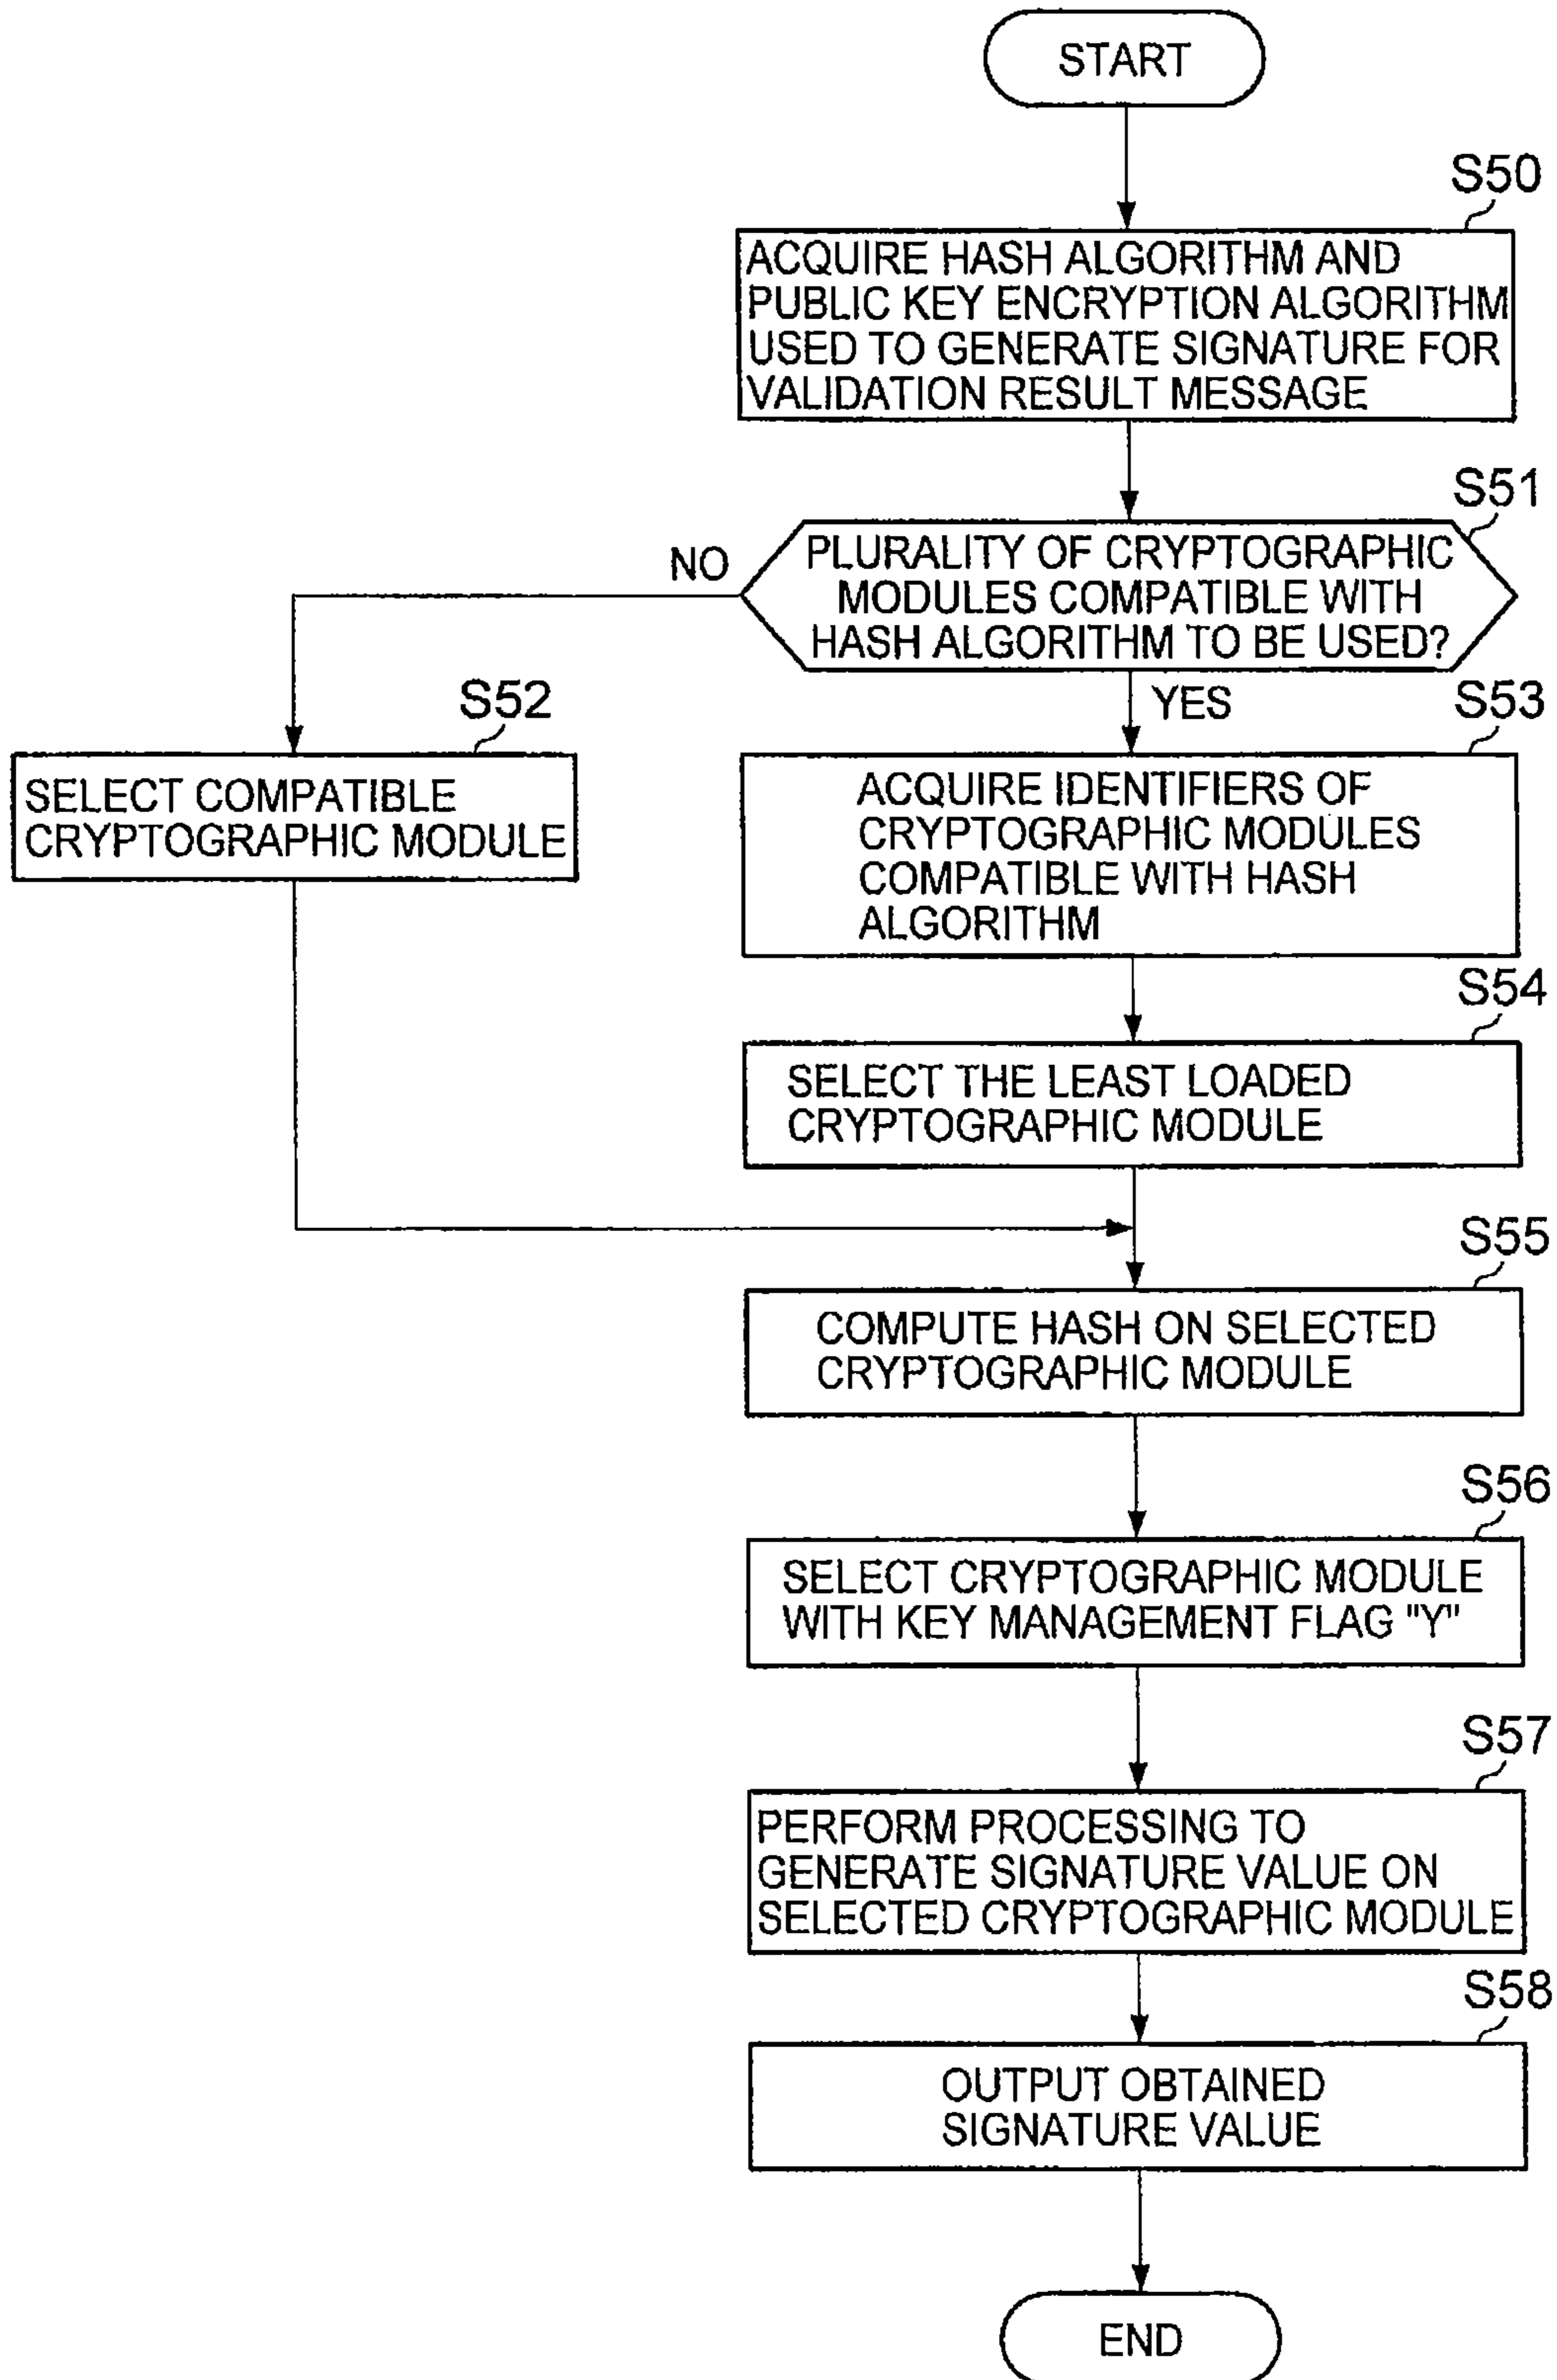 START
S50
ACQUIRE HASH ALGORITHM AND
PUBLIC KEY ENCRYPTION ALGORITHM
USED TO GENERATE SIGNATURE FOR
VALIDATION RESULT MESSAGE
S51
PLURALITY OF CRYPTOGRAPHIC
MODULES COMPATIBLE WITH
HASH ALGORITHM TO BE USED?
NO
YES
S52
SELECT COMPATIBLE
CRYPTOGRAPHIC MODULE
S53
ACQUIRE IDENTIFIERS OF
CRYPTOGRAPHIC MODULES
COMPATIBLE WITH HASH
ALGORITHM
S54
SELECT THE LEAST LOADED
CRYPTOGRAPHIC MODULE
S55
COMPUTE HASH ON SELECTED
CRYPTOGRAPHIC MODULE
S56
SELECT CRYPTOGRAPHIC MODULE
WITH KEY MANAGEMENT FLAG "Y"
S57
PERFORM PROCESSING TO
GENERATE SIGNATURE VALUE ON
SELECTED CRYPTOGRAPHIC MODULE
S58
OUTPUT OBTAINED
SIGNATURE VALUE
END